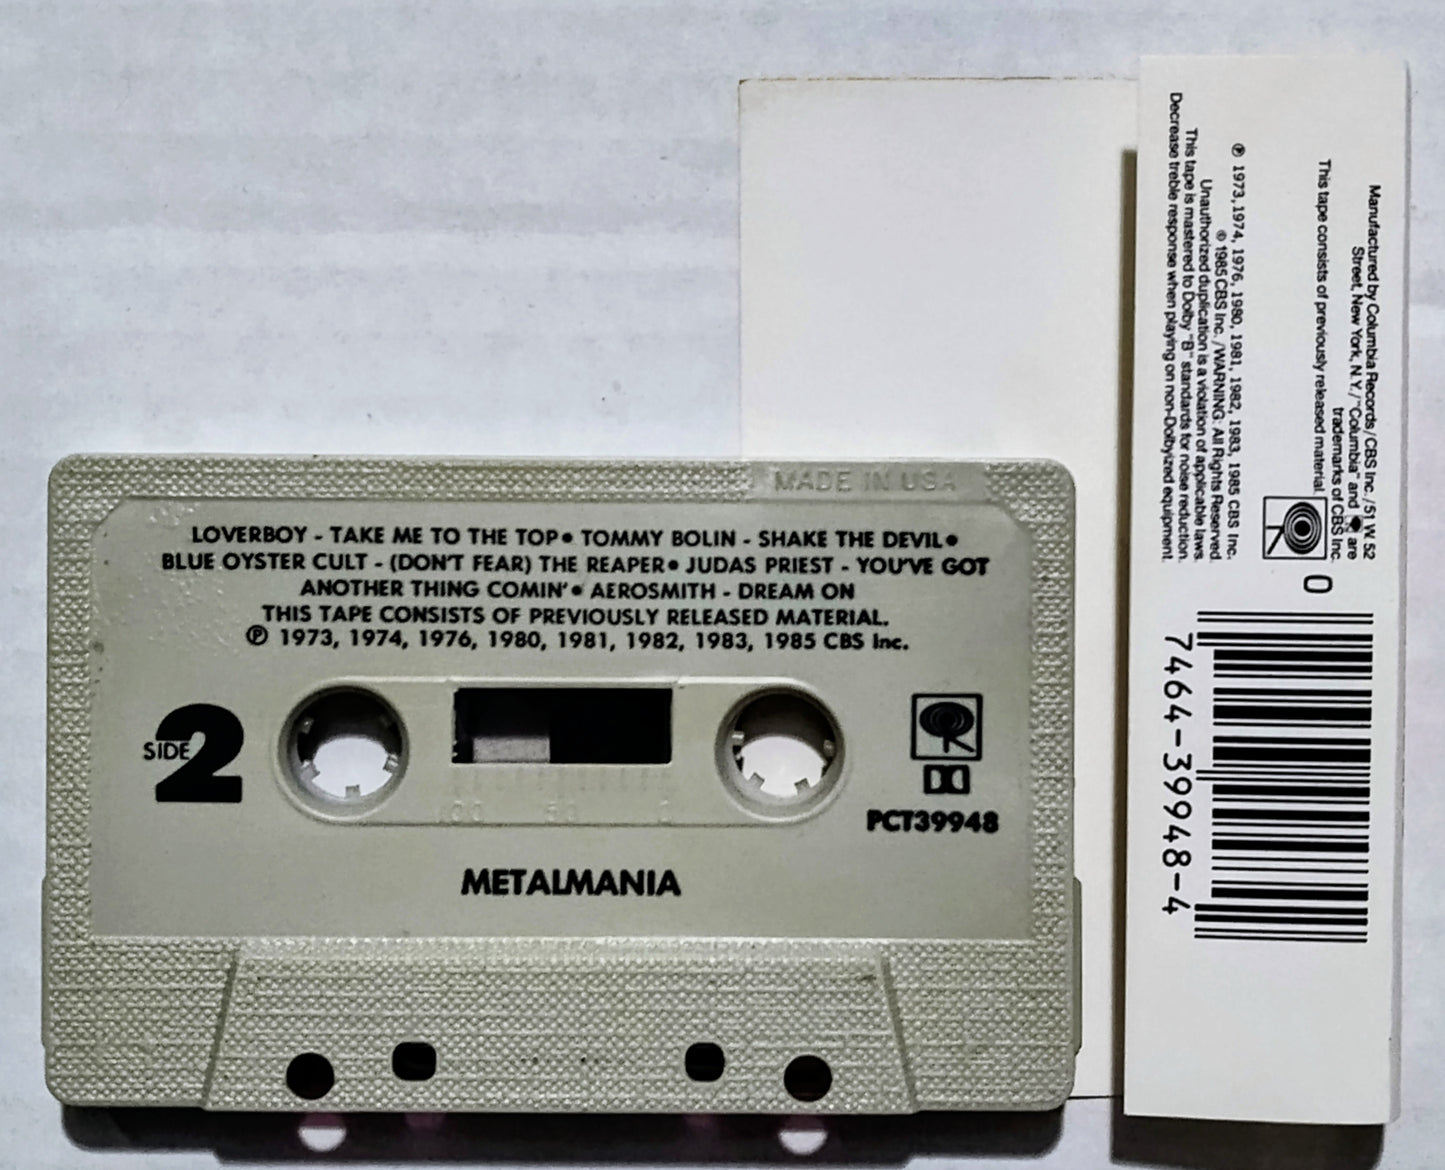 MADE IN USA
LOVERBOY - TAKE ME TO THE TOP• TOMMY BOLIN - SHAKE THE DEVIL•
BLUE OYSTER CULT - (DON'T FEAR) THE REAPER• JUDAS PRIEST - YOU'VE GOT
ANOTHER THING COMIN'• AEROSMITH - DREAM ON
THIS TAPE CONSISTS OF PREVIOUSLY RELEASED MATERIAL.
℗ 1973, 1974, 1976, 1980, 1981, 1982, 1983, 1985 CBS Inc.
SIDE 2
100 50 0
PCT39948
METALMANIA
Manufactured by Columbia Records/CBS Inc./51 W 52
Street, New York, N.Y./"Columbia" and are
trademarks of CBS Inc.
This tape consists of previously released material.
℗ 1973, 1974, 1976, 1980, 1981, 1982, 1983, 1985 CBS Inc.
© 1985 CBS Inc./WARNING: All Rights Reserved.
Unauthorized duplication is a violation of applicable laws.
This tape is mastered to Dolby "B" standards for noise reduction.
Decrease treble response when playing on non-Dolbyized equipment.
0
7464-39948-4